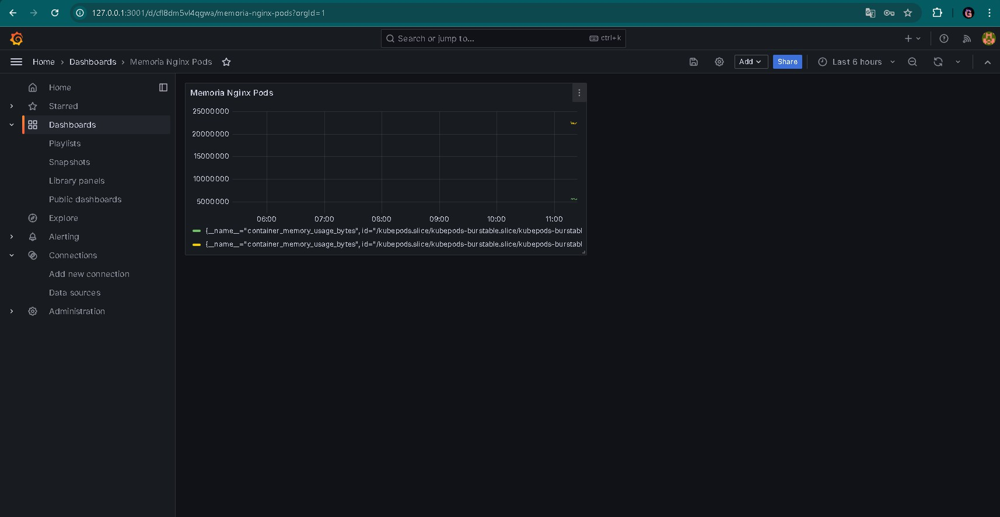 127.0.0.1:3001/d/cfl8dm5vl4qgwa/memoria-nginx-pods?orgId=1
Search or jump to... ctrl+k
Home › Dashboards › Memoria Nginx Pods
Add
Share
Last 6 hours
Home
Starred
Dashboards
Playlists
Snapshots
Library panels
Public dashboards
Explore
Alerting
Connections
Add new connection
Data sources
Administration
Memoria Nginx Pods
25000000
20000000
15000000
10000000
5000000
06:00 07:00 08:00 09:00 10:00 11:00
{__name__="container_memory_usage_bytes", id="/kubepods.slice/kubepods-burstable.slice/kubepods-burstabl
{__name__="container_memory_usage_bytes", id="/kubepods.slice/kubepods-burstable.slice/kubepods-burstabl